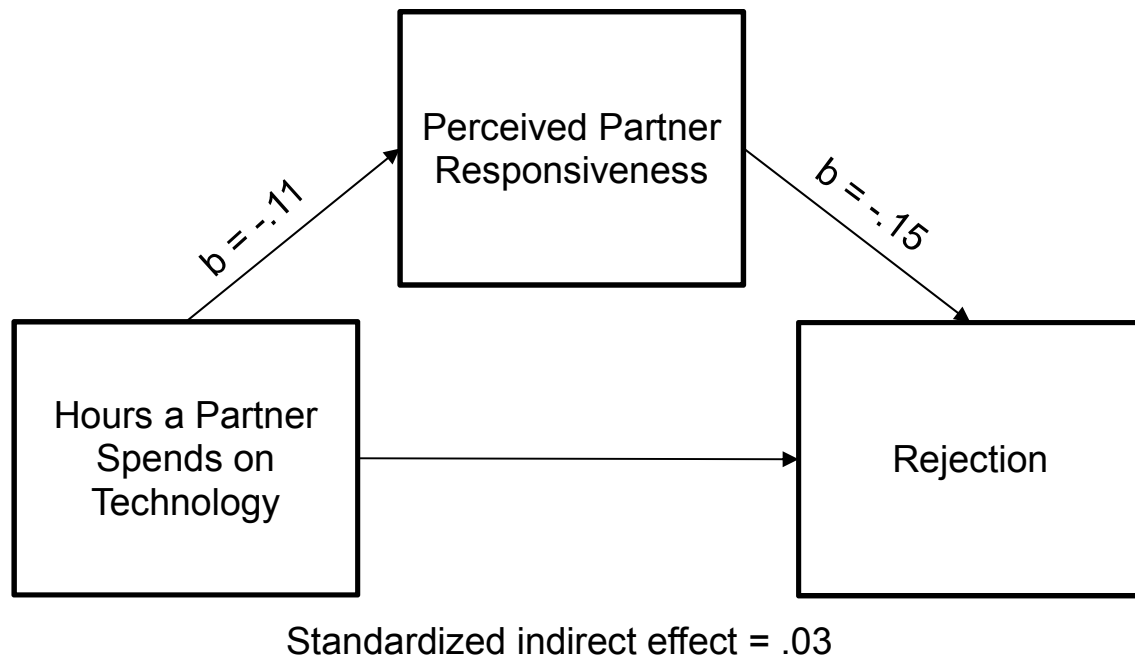 Perceived Partner
Responsiveness
b = -.11
b = -.15
Hours a Partner
Spends on
Technology
Rejection
Standardized indirect effect = .03